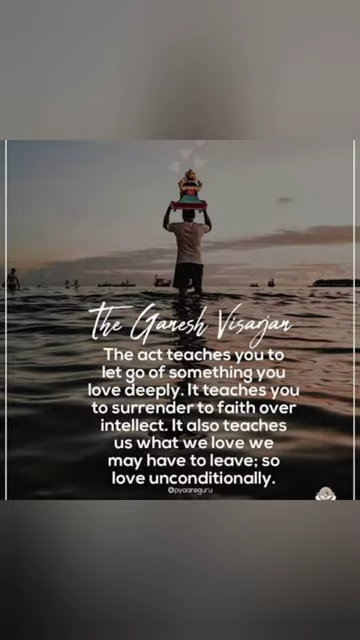 The Ganesh Visarjan
The act teaches you to
let go of something you
love deeply. It teaches you
to surrender to faith over
intellect. It also teaches
us what we love we
may have to leave; so
love unconditionally.
@pyaareguru